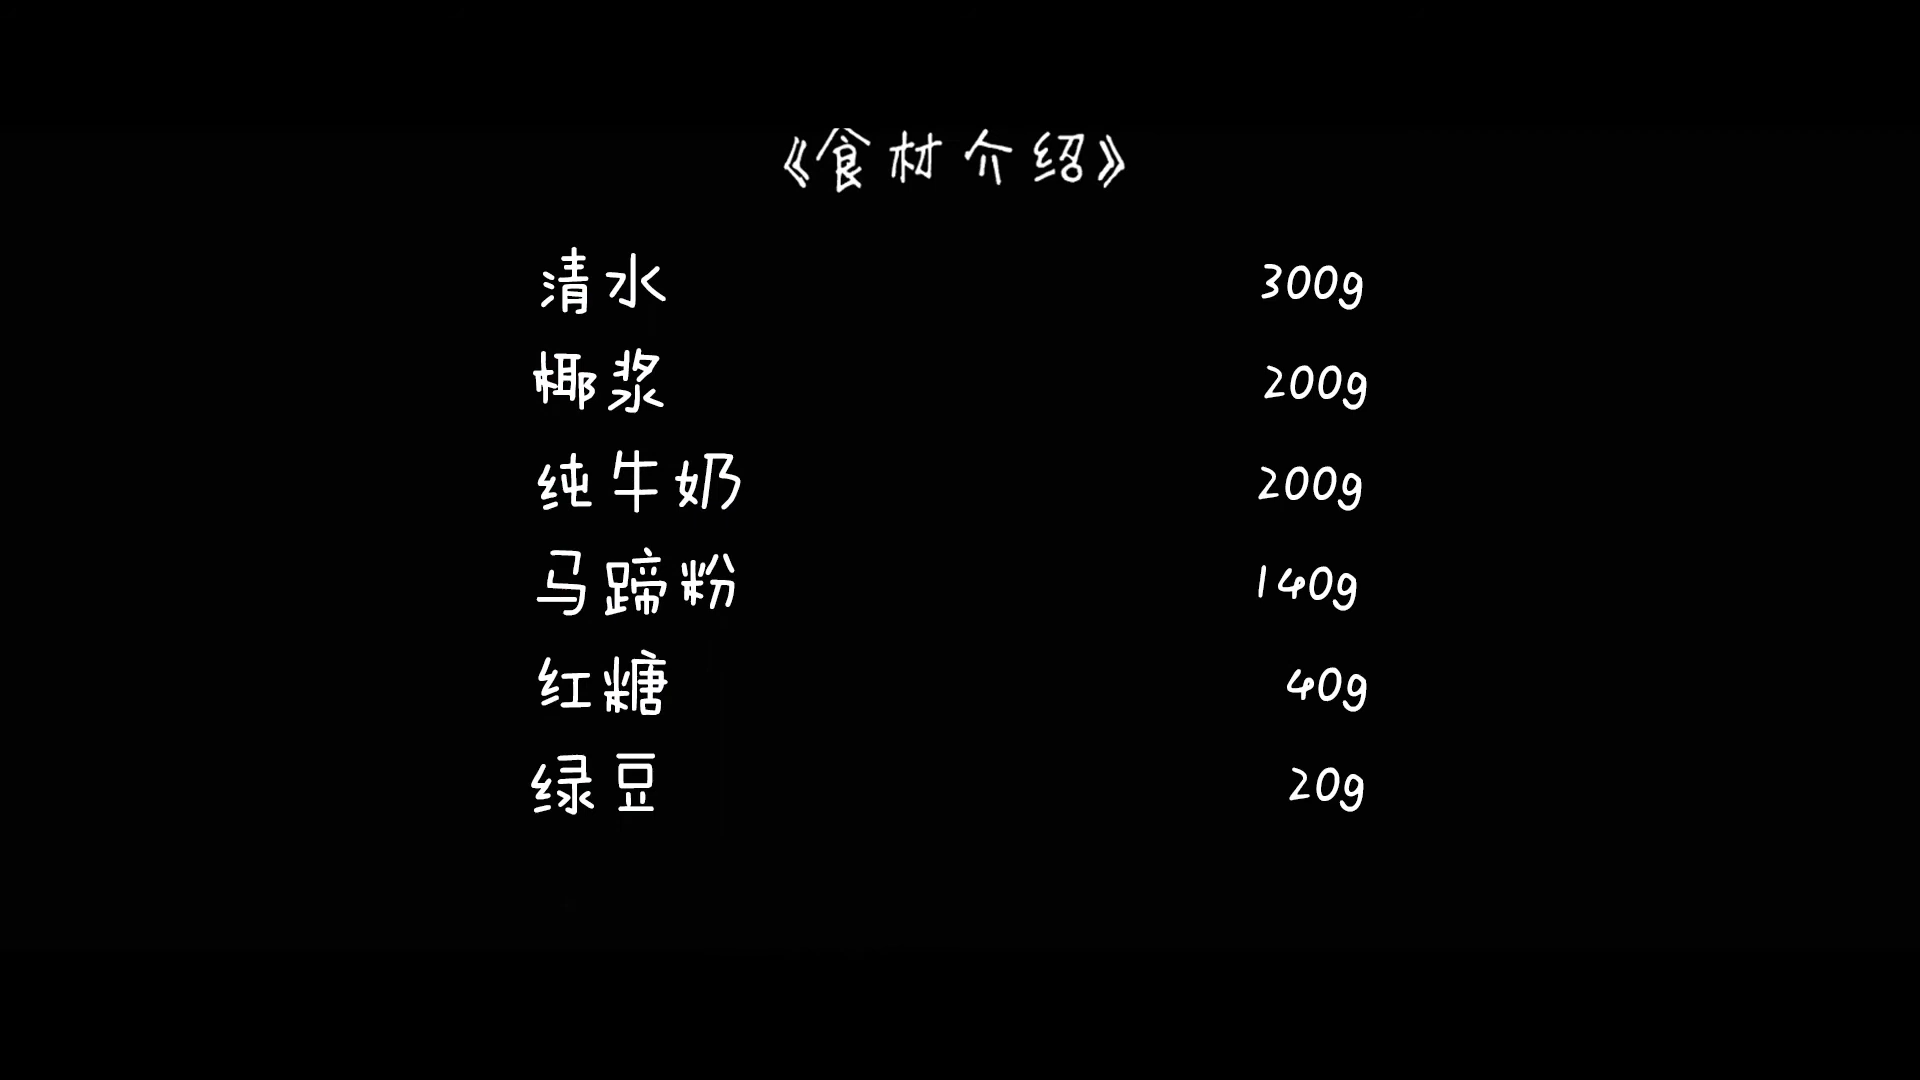 《食材介绍》
清水 300g
椰浆 200g
纯牛奶 200g
马蹄粉 140g
红糖 40g
绿豆 20g